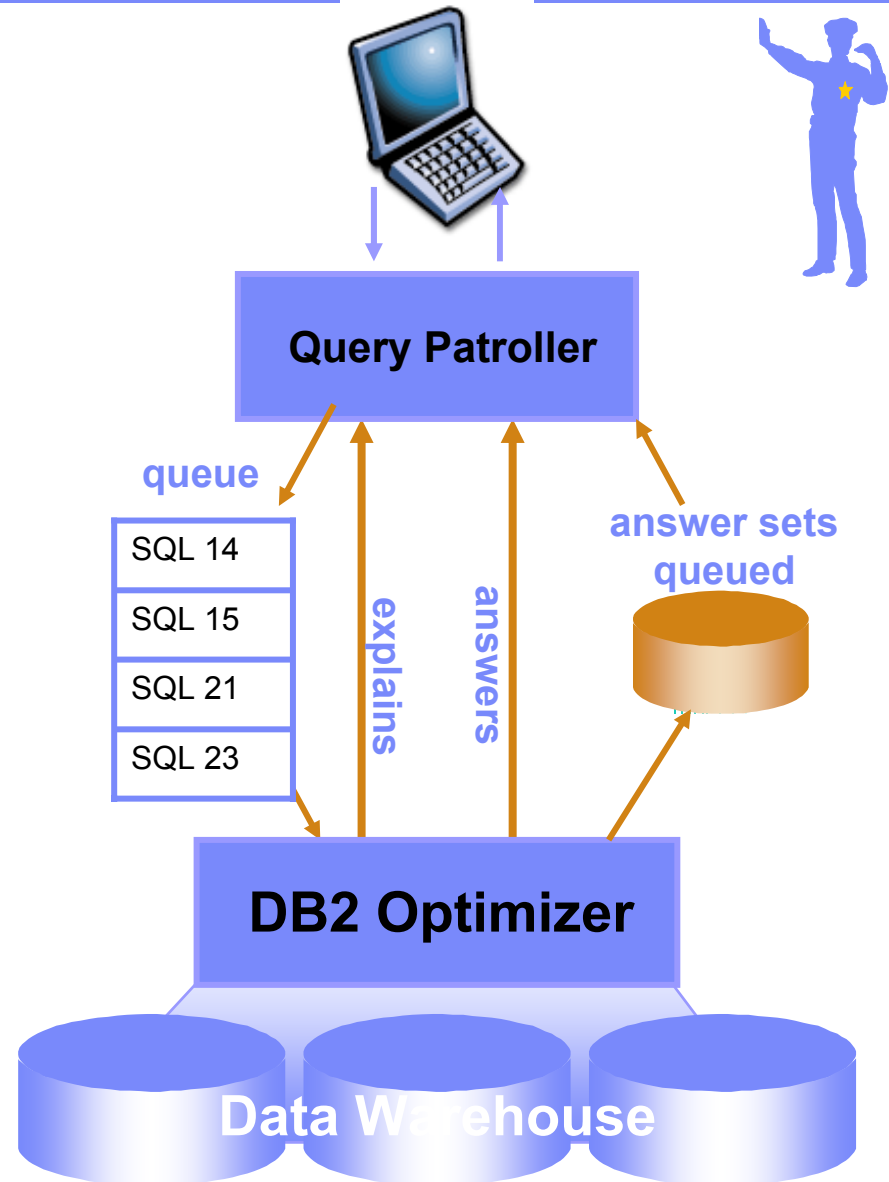 Query Patroller
queue
SQL 14
SQL 15
SQL 21
SQL 23
explains
answers
answer sets
queued
DB2 Optimizer
Data Warehouse